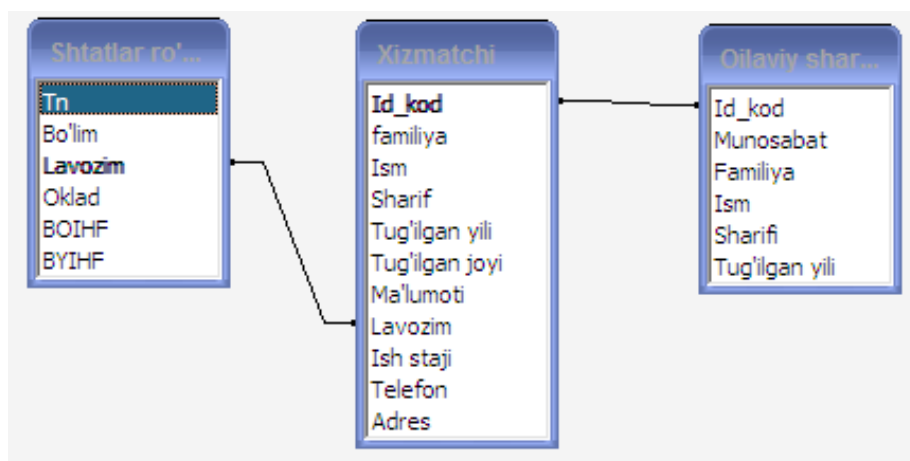 Shtatlar ro'...
Tn
Bo'lim
Lavozim
Oklad
BOIHF
BYIHF
Xizmatchi
Id_kod
familiya
Ism
Sharif
Tug'ilgan yili
Tug'ilgan joyi
Ma'lumoti
Lavozim
Ish staji
Telefon
Adres
Oilaviy shar...
Id_kod
Munosabat
Familiya
Ism
Sharifi
Tug'ilgan yili